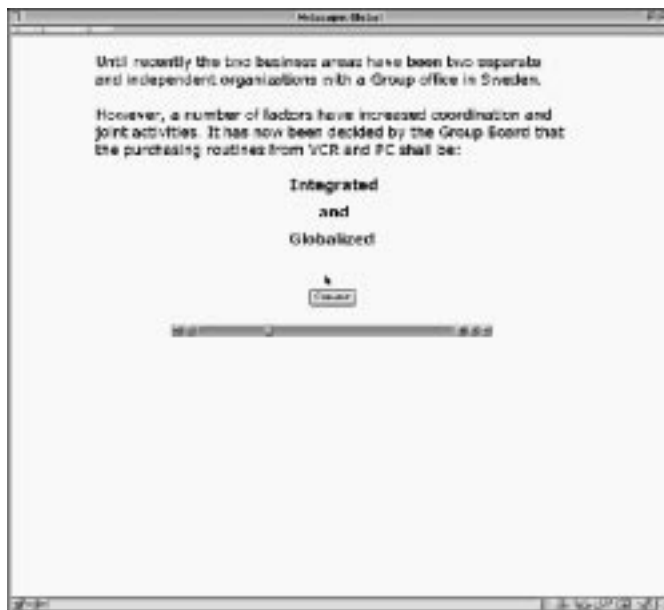 Netscape: Global
Until recently the two business areas have been two separate
and independent organizations with a Group office in Sweden.
However, a number of factors have increased coordination and
joint activities. It has now been decided by the Group Board that
the purchasing routines from VCR and PC shall be:
Integrated
and
Globalized